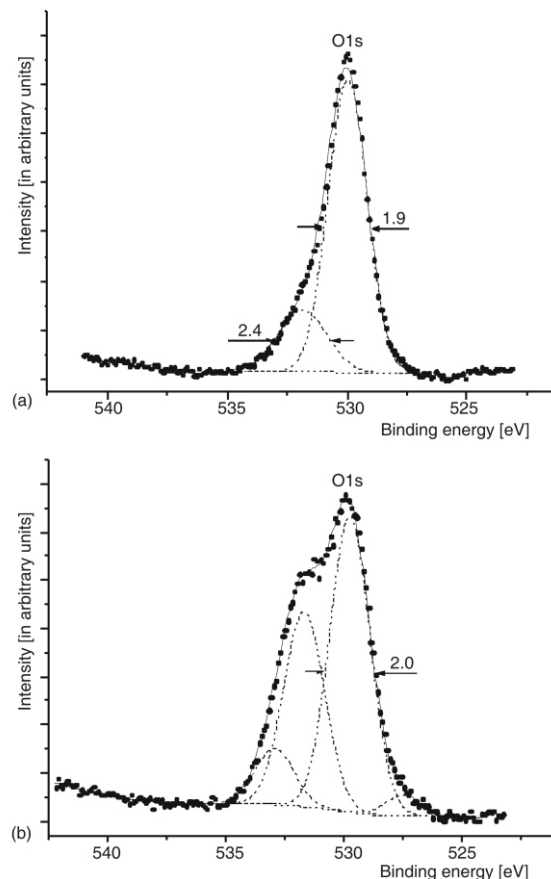 O1s
Intensity [in arbitrary units]
1.9
2.4
(a)
540
535
530
525
Binding energy [eV]
O1s
Intensity [in arbitrary units]
2.0
(b)
540
535
530
525
Binding energy [eV]